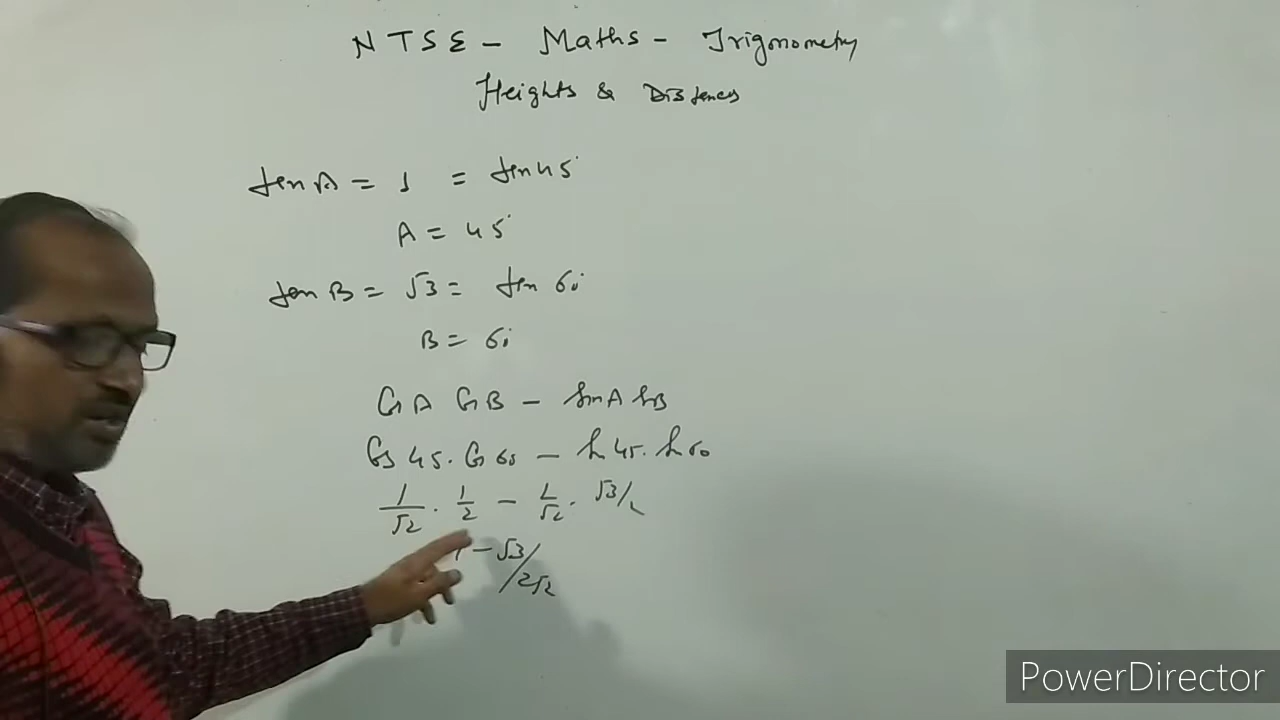 NTSE - Maths - Trigonometry
Heights & Distances
tan A = 1 = tan 45°
A = 45°
tan B = √3 = tan 60°
B = 60°
Cos A Cos B - Sin A Sin B
Cos 45. Cos 60 - Sin 45. Sin 60
1/√2 . 1/2 - 1/√2 . √3/2
1 - √3/2√2
PowerDirector